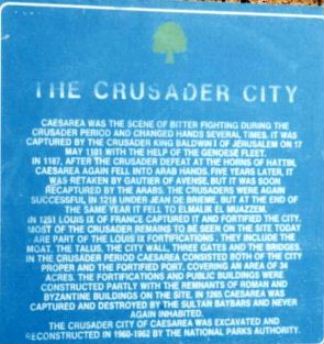 THE CRUSADER CITY
CAESAREA WAS THE SCENE OF BITTER FIGHTING DURING THE
CRUSADER PERIOD AND CHANGED HANDS SEVERAL TIMES. IT WAS
CAPTURED BY THE CRUSADER KING BALDWIN I OF JERUSALEM ON 17
MAY 1101 WITH THE HELP OF THE GENOESE FLEET.
IN 1187, AFTER THE CRUSADER DEFEAT AT THE HORNS OF HATTIN,
CAESAREA AGAIN FELL INTO ARAB HANDS. FIVE YEARS LATER, IT
WAS RETAKEN BY GAUTIER OF AVENSE, BUT IT WAS SOON
RECAPTURED BY THE ARABS. THE CRUSADERS WERE AGAIN
SUCCESSFUL IN 1218 UNDER JEAN DE BRIEME, BUT AT THE END OF
THE SAME YEAR IT FELL TO ELMALIK EL MUAZZEM.
IN 1251 LOUIS IX OF FRANCE CAPTURED IT AND FORTIFIED THE CITY.
MOST OF THE CRUSADER REMAINS TO BE SEEN ON THE SITE TODAY
ARE PART OF THE LOUIS IX FORTIFICATIONS. THEY INCLUDE THE
MOAT, THE TALUS, THE CITY WALL, THREE GATES AND THE BRIDGES.
IN THE CRUSADER PERIOD CAESAREA CONSISTED BOTH OF THE CITY
PROPER AND THE FORTIFIED PORT, COVERING AN AREA OF 34
ACRES. THE FORTIFICATIONS AND PUBLIC BUILDINGS WERE
CONSTRUCTED PARTLY WITH THE REMNANTS OF ROMAN AND
BYZANTINE BUILDINGS ON THE SITE. IN 1265 CAESAREA WAS
CAPTURED AND DESTROYED BY THE SULTAN BAYBARS AND NEVER
AGAIN INHABITED.
THE CRUSADER CITY OF CAESAREA WAS EXCAVATED AND
RECONSTRUCTED IN 1960-1962 BY THE NATIONAL PARKS AUTHORITY.